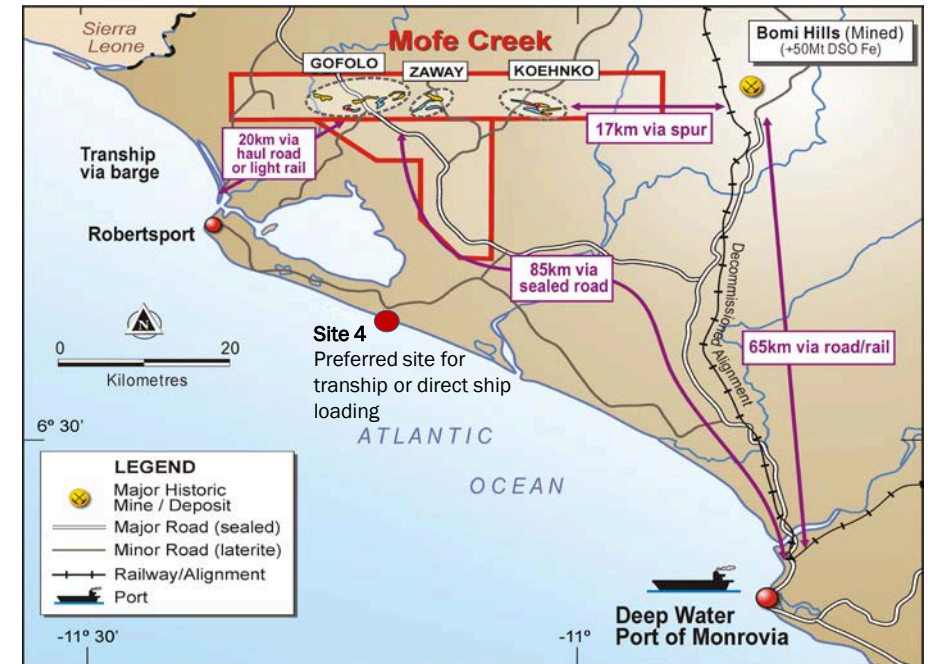 Sierra
Leone
Mofe Creek
Bomi Hills (Mined)
(+50Mt DSO Fe)
GOFOLO
ZAWAY
KOEHNKO
20km via
haul road
or light rail
17km via spur
Tranship
via barge
Robertsport
85km via
sealed road
Decommissioned Alignment
65km via road/rail
N
0 20
Kilometres
Site 4
Preferred site for
tranship or direct ship
loading
6° 30'
ATLANTIC
OCEAN
LEGEND
Major Historic
Mine / Deposit
Major Road (sealed)
Minor Road (laterite)
Railway/Alignment
Port
Deep Water
Port of Monrovia
-11° 30'
-11°